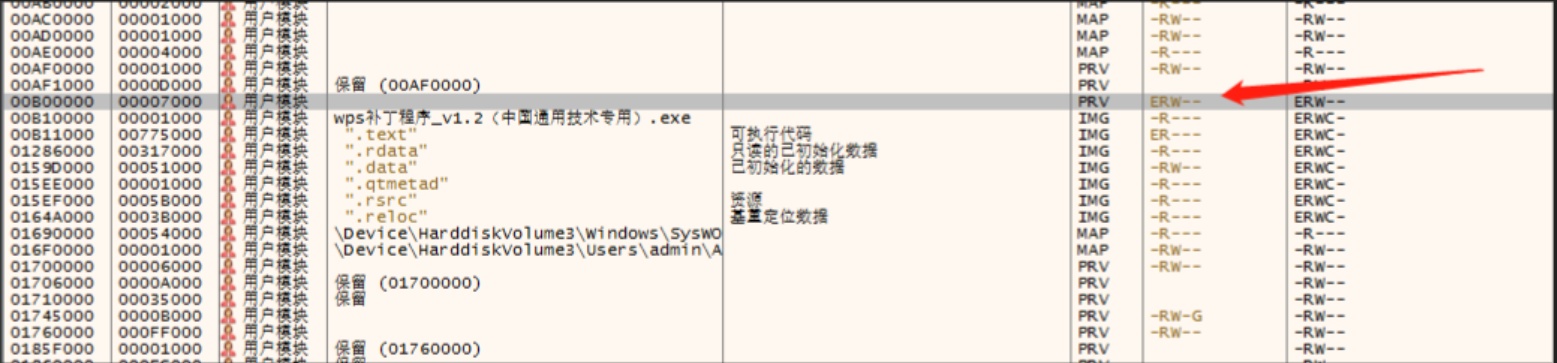 00AB0000 00002000 用户模块 MAP -R--- -R---
00AC0000 00001000 用户模块 MAP -RW-- -RW--
00AD0000 00001000 用户模块 MAP -RW-- -RW--
00AE0000 00004000 用户模块 MAP -R--- -R---
00AF0000 00001000 用户模块 PRV -RW-- -RW--
00AF1000 0000D000 用户模块 保留 (00AF0000) PRV -RW--
00B00000 00007000 用户模块 PRV ERW-- ERW--
00B10000 00001000 用户模块 wps补丁程序_v1.2（中国通用技术专用）.exe IMG -R--- ERWC-
00B11000 00775000 用户模块 ".text" 可执行代码 IMG ER--- ERWC-
01286000 00317000 用户模块 ".rdata" 只读的已初始化数据 IMG -R--- ERWC-
0159D000 00051000 用户模块 ".data" 已初始化的数据 IMG -RW-- ERWC-
015EE000 00001000 用户模块 ".qtmetad" IMG -R--- ERWC-
015EF000 0005B000 用户模块 ".rsrc" 资源 IMG -R--- ERWC-
0164A000 0003B000 用户模块 ".reloc" 基重定位数据 IMG -R--- ERWC-
01690000 00054000 用户模块 \Device\HarddiskVolume3\Windows\SysWO MAP -R--- -R---
016F0000 00001000 用户模块 \Device\HarddiskVolume3\Users\admin\A MAP -RW-- -RW--
01700000 00006000 用户模块 PRV -RW-- -RW--
01706000 0000A000 用户模块 保留 (01700000) PRV -RW--
01710000 00035000 用户模块 保留 PRV -RW--
01745000 0000B000 用户模块 PRV -RW-G -RW--
01760000 000FF000 用户模块 PRV -RW-- -RW--
0185F000 00001000 用户模块 保留 (01760000) PRV -RW--